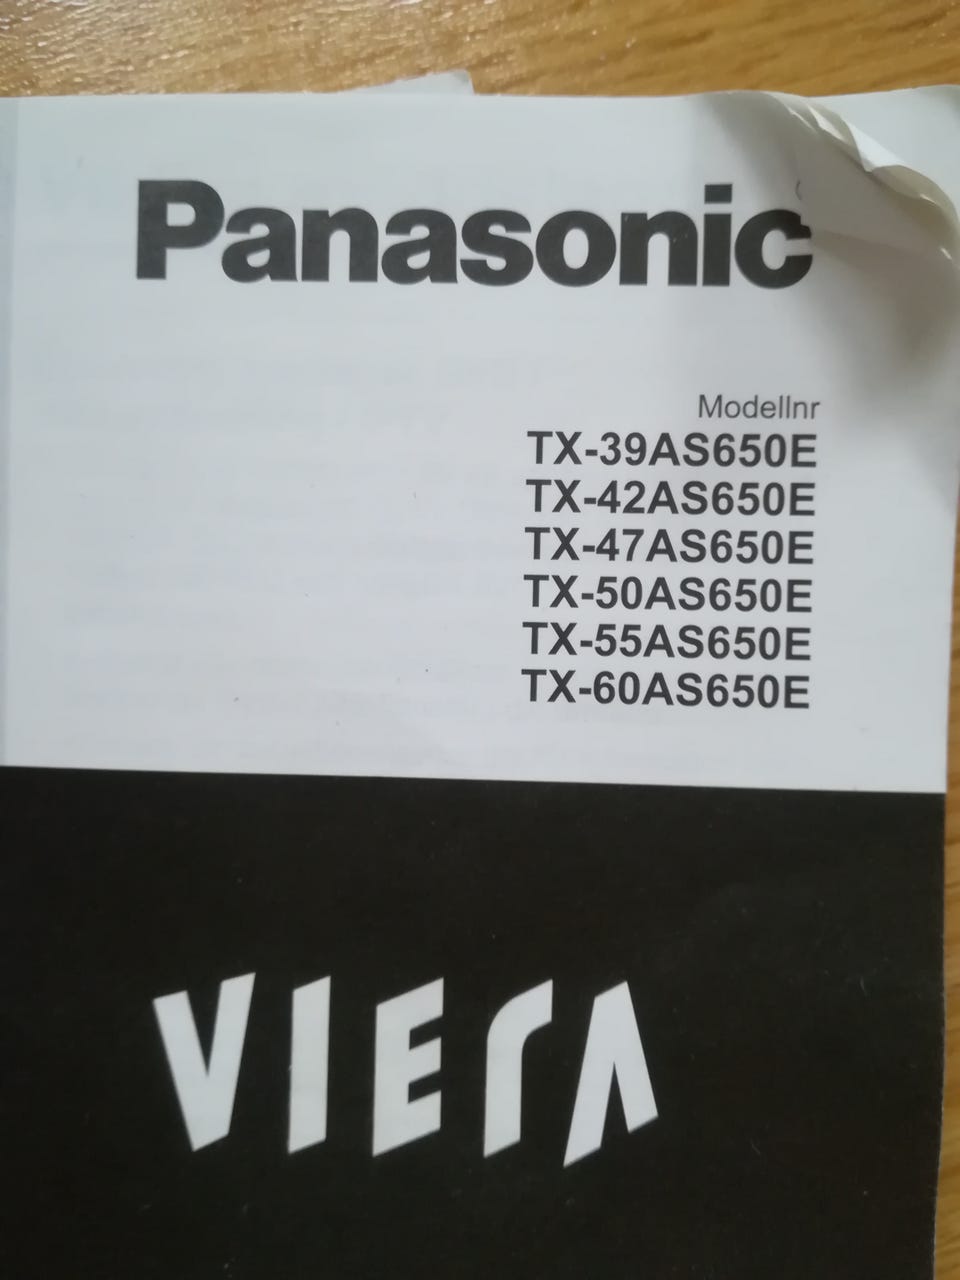 Panasonic
Modellnr
TX-39AS650E
TX-42AS650E
TX-47AS650E
TX-50AS650E
TX-55AS650E
TX-60AS650E
VIERA